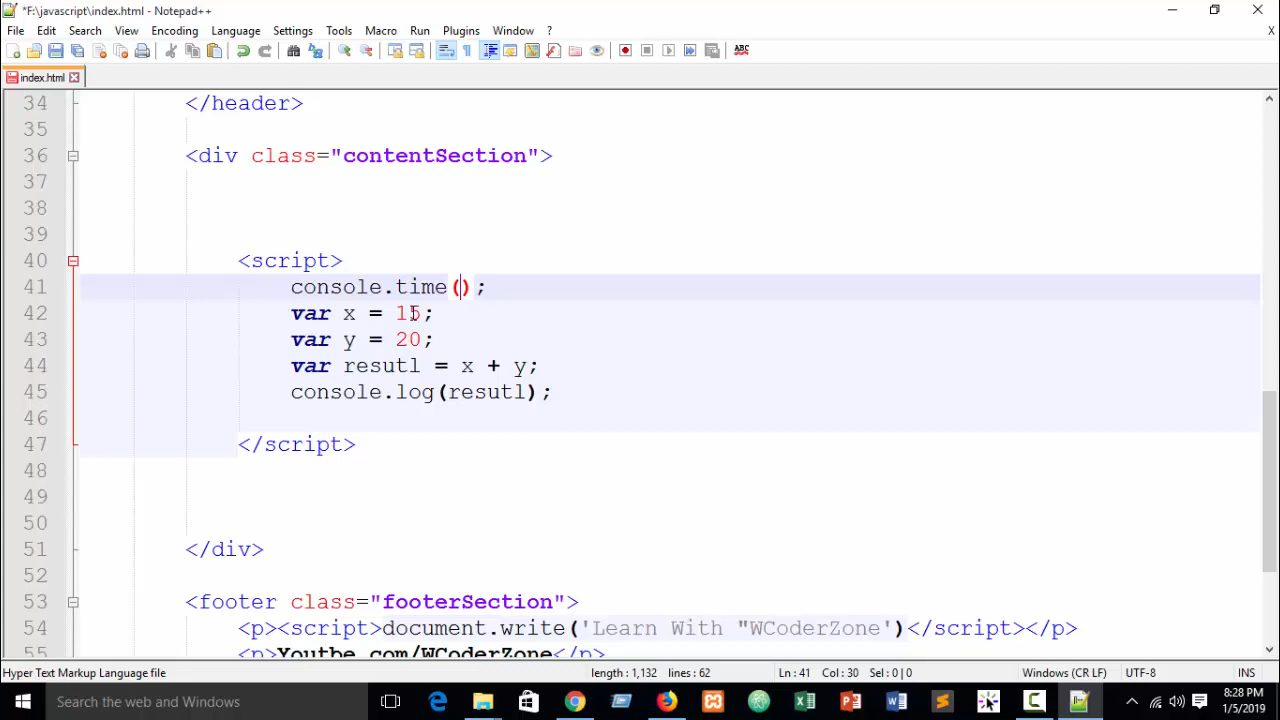 *F:\javascript\index.html - Notepad++
File Edit Search View Encoding Language Settings Tools Macro Run Plugins Window ? X
ABC
index.html
34 </header>
35
36 <div class="contentSection">
37
38
39
40 <script>
41 console.time();
42 var x = 15;
43 var y = 20;
44 var resutl = x + y;
45 console.log(resutl);
46
47 </script>
48
49
50
51 </div>
52
53 <footer class="footerSection">
54 <p><script>document.write('Learn With "WCoderZone')</script></p>
55 <p>Youtbe.com/WCoderZone</p>
Hyper Text Markup Language file length : 1,132 lines : 62 Ln : 41 Col : 30 Sel : 0 | 0 Windows (CR LF) UTF-8 INS
Search the web and Windows
8:28 PM
1/5/2019